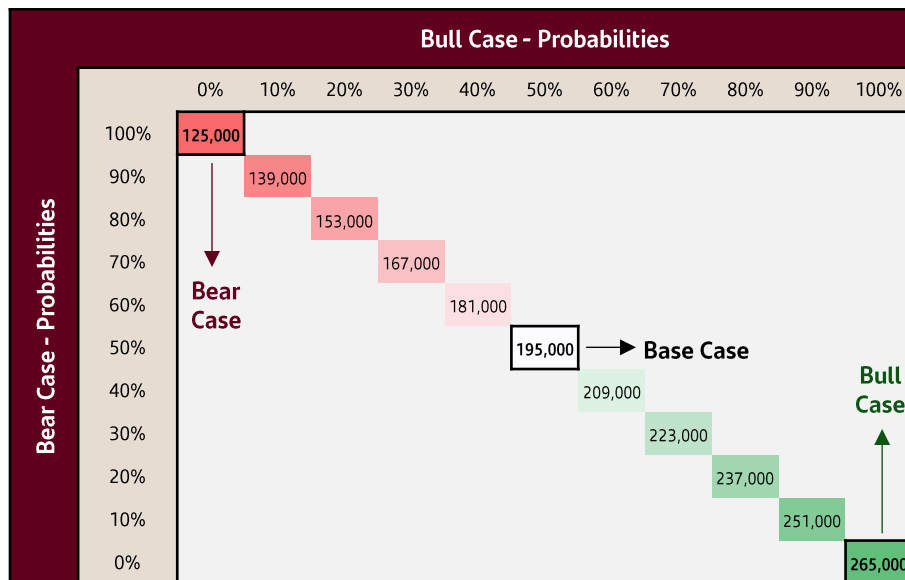 Bull Case - Probabilities
0% 10% 20% 30% 40% 50% 60% 70% 80% 90% 100%
Bear Case - Probabilities
100% 125,000
90% 139,000
80% 153,000
70% 167,000
Bear
Case
60% 181,000
50% 195,000 Base Case
Bull
Case
40% 209,000
30% 223,000
20% 237,000
10% 251,000
0% 265,000